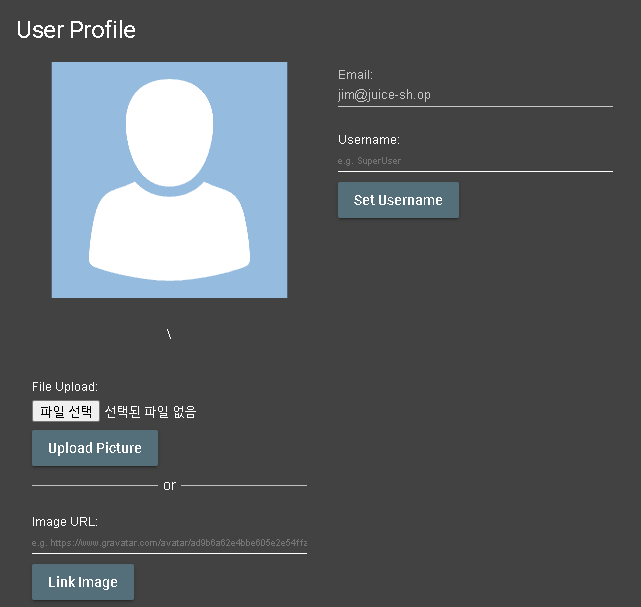 User Profile
Email:
jim@juice-sh.op
Username:
e.g. SuperUser
Set Username
\
File Upload:
파일 선택 선택된 파일 없음
Upload Picture
or
Image URL:
e.g. https://www.gravatar.com/avatar/ad9b6a62e4bbe605e2e54ffz
Link Image